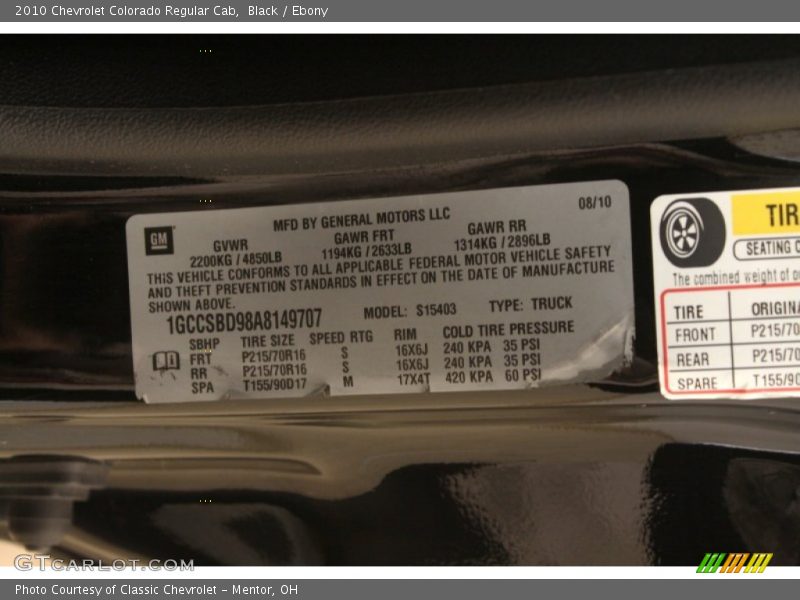 2010 Chevrolet Colorado Regular Cab,  Black / Ebony
GM
MFD BY GENERAL MOTORS LLC
08/10
GVWR GAWR FRT GAWR RR
2200KG / 4850LB 1194KG / 2633LB 1314KG / 2896LB
THIS VEHICLE CONFORMS TO ALL APPLICABLE FEDERAL MOTOR VEHICLE SAFETY
AND THEFT PREVENTION STANDARDS IN EFFECT ON THE DATE OF MANUFACTURE
SHOWN ABOVE.
1GCCSBD98A8149707 MODEL: S15403 TYPE: TRUCK
SBHP TIRE SIZE SPEED RTG RIM COLD TIRE PRESSURE
FRT P215/70R16 S 16X6J 240 KPA 35 PSI
RR P215/70R16 S 16X6J 240 KPA 35 PSI
SPA T155/90D17 M 17X4T 420 KPA 60 PSI
TIR
SEATING C
The combined weight of oc
TIRE ORIGINA
FRONT P215/70
REAR P215/70
SPARE T155/90
GTCarLot.com
Photo Courtesy of Classic Chevrolet - Mentor, OH